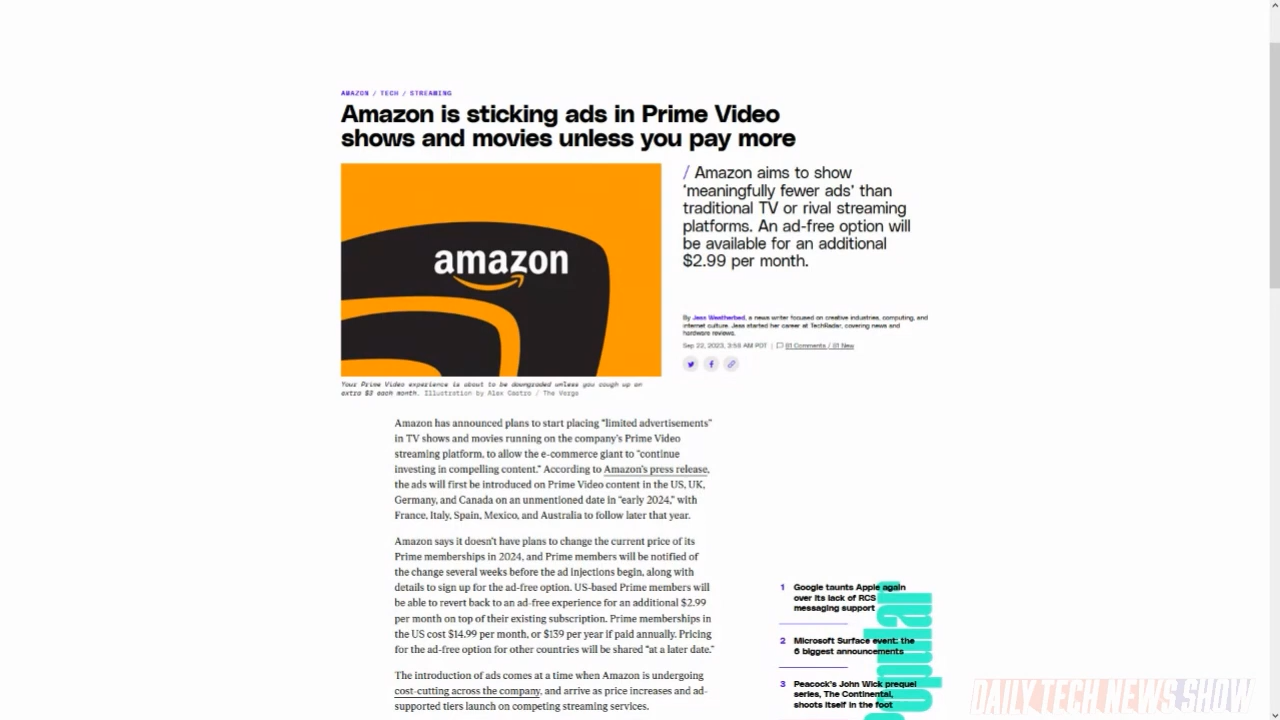 AMAZON / TECH / STREAMING
Amazon is sticking ads in Prime Video
shows and movies unless you pay more
/ Amazon aims to show
‘meaningfully fewer ads’ than
traditional TV or rival streaming
platforms. An ad-free option will
be available for an additional
$2.99 per month.
amazon
By Jess Weatherbed, a news writer focused on creative industries, computing, and
internet culture. Jess started her career at TechRadar, covering news and
hardware reviews.
Sep 22, 2023, 3:58 AM PDT | 81 Comments / 81 New
Your Prime Video experience is about to be downgraded unless you cough up an
extra $3 each month. Illustration by Alex Castro / The Verge
Amazon has announced plans to start placing “limited advertisements”
in TV shows and movies running on the company’s Prime Video
streaming platform, to allow the e-commerce giant to “continue
investing in compelling content.” According to Amazon’s press release,
the ads will first be introduced on Prime Video content in the US, UK,
Germany, and Canada on an unmentioned date in “early 2024,” with
France, Italy, Spain, Mexico, and Australia to follow later that year.
Amazon says it doesn’t have plans to change the current price of its
Prime memberships in 2024, and Prime members will be notified of
the change several weeks before the ad injections begin, along with
details to sign up for the ad-free option. US-based Prime members will
be able to revert back to an ad-free experience for an additional $2.99
per month on top of their existing subscription. Prime memberships in
the US cost $14.99 per month, or $139 per year if paid annually. Pricing
for the ad-free option for other countries will be shared “at a later date.”
The introduction of ads comes at a time when Amazon is undergoing
cost-cutting across the company, and arrive as price increases and ad-
supported tiers launch on competing streaming services.
1 Google taunts Apple again
over its lack of RCS
messaging support
2 Microsoft Surface event: the
6 biggest announcements
3 Peacock’s John Wick prequel
series, The Continental,
shoots itself in the foot
opular
DAILY TECH NEWS SHOW